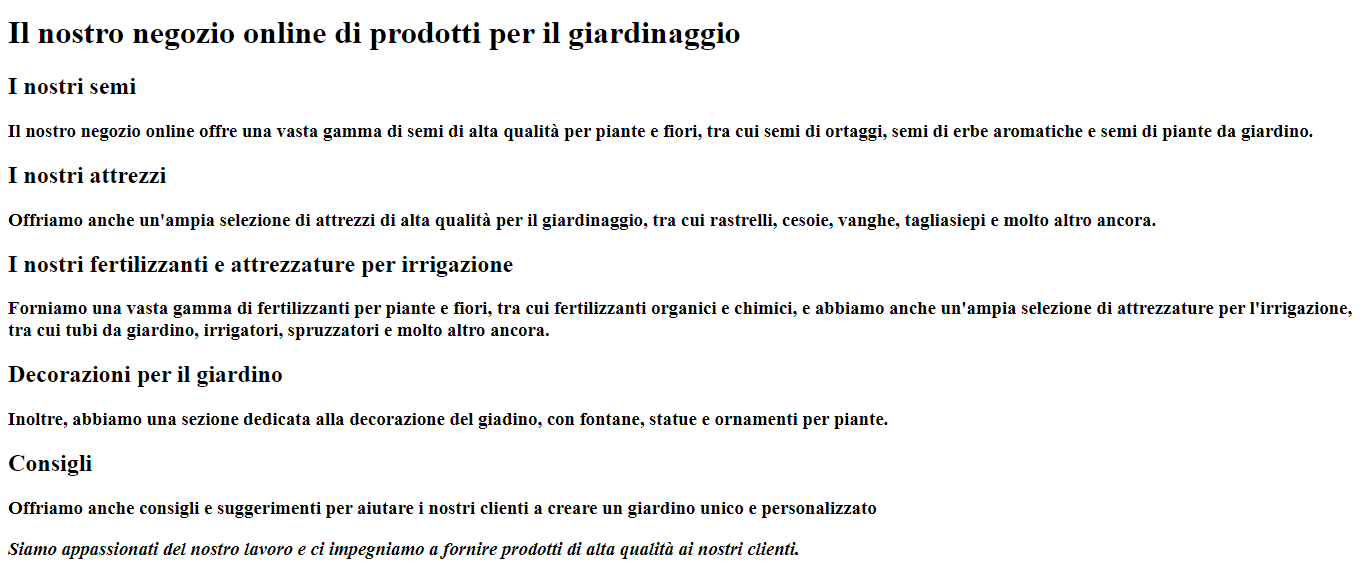 Il nostro negozio online di prodotti per il giardinaggio
I nostri semi
Il nostro negozio online offre una vasta gamma di semi di alta qualità per piante e fiori, tra cui semi di ortaggi, semi di erbe aromatiche e semi di piante da giardino.
I nostri attrezzi
Offriamo anche un'ampia selezione di attrezzi di alta qualità per il giardinaggio, tra cui rastrelli, cesoie, vanghe, tagliasiepi e molto altro ancora.
I nostri fertilizzanti e attrezzature per irrigazione
Forniamo una vasta gamma di fertilizzanti per piante e fiori, tra cui fertilizzanti organici e chimici, e abbiamo anche un'ampia selezione di attrezzature per l'irrigazione,
tra cui tubi da giardino, irrigatori, spruzzatori e molto altro ancora.
Decorazioni per il giardino
Inoltre, abbiamo una sezione dedicata alla decorazione del giadino, con fontane, statue e ornamenti per piante.
Consigli
Offriamo anche consigli e suggerimenti per aiutare i nostri clienti a creare un giardino unico e personalizzato
Siamo appassionati del nostro lavoro e ci impegniamo a fornire prodotti di alta qualità ai nostri clienti.